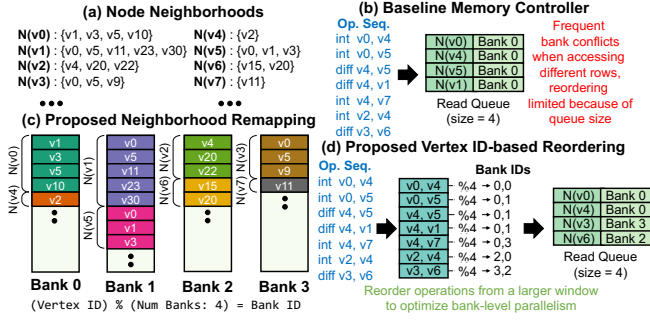 (a) Node Neighborhoods
N(v0) : {v1, v3, v5, v10}
N(v1) : {v0, v5, v11, v23, v30}
N(v2) : {v4, v20, v22}
N(v3) : {v0, v5, v9}
N(v4) : {v2}
N(v5) : {v0, v1, v3}
N(v6) : {v15, v20}
N(v7) : {v11}
(b) Baseline Memory Controller
Op. Seq.
int v0, v4
int v0, v5
diff v4, v5
diff v4, v1
int v4, v7
int v2, v4
diff v3, v6
N(v0) Bank 0
N(v4) Bank 0
N(v5) Bank 0
N(v1) Bank 0
Read Queue
(size = 4)
Frequent
bank conflicts
when accessing
different rows,
reordering
limited because of
queue size
(c) Proposed Neighborhood Remapping
N(v0)
v1
v3
v5
v10
N(v4)
v2
Bank 0
N(v1)
v0
v5
v11
v23
v30
N(v5)
v0
v1
v3
Bank 1
N(v2)
v4
v20
v22
N(v6)
v15
v20
Bank 2
N(v3)
v0
v5
v9
N(v7)
v11
Bank 3
(Vertex ID) % (Num Banks: 4) = Bank ID
(d) Proposed Vertex ID-based Reordering
Op. Seq.
int v0, v4
int v0, v5
diff v4, v5
diff v4, v1
int v4, v7
int v2, v4
diff v3, v6
Bank IDs
v0, v4 %4 → 0,0
v0, v5 %4 → 0,1
v4, v5 %4 → 0,1
v4, v1 %4 → 0,1
v4, v7 %4 → 0,3
v2, v4 %4 → 2,0
v3, v6 %4 → 3,2
N(v0) Bank 0
N(v4) Bank 0
N(v3) Bank 3
N(v6) Bank 2
Read Queue
(size = 4)
Reorder operations from a larger window
to optimize bank-level parallelism